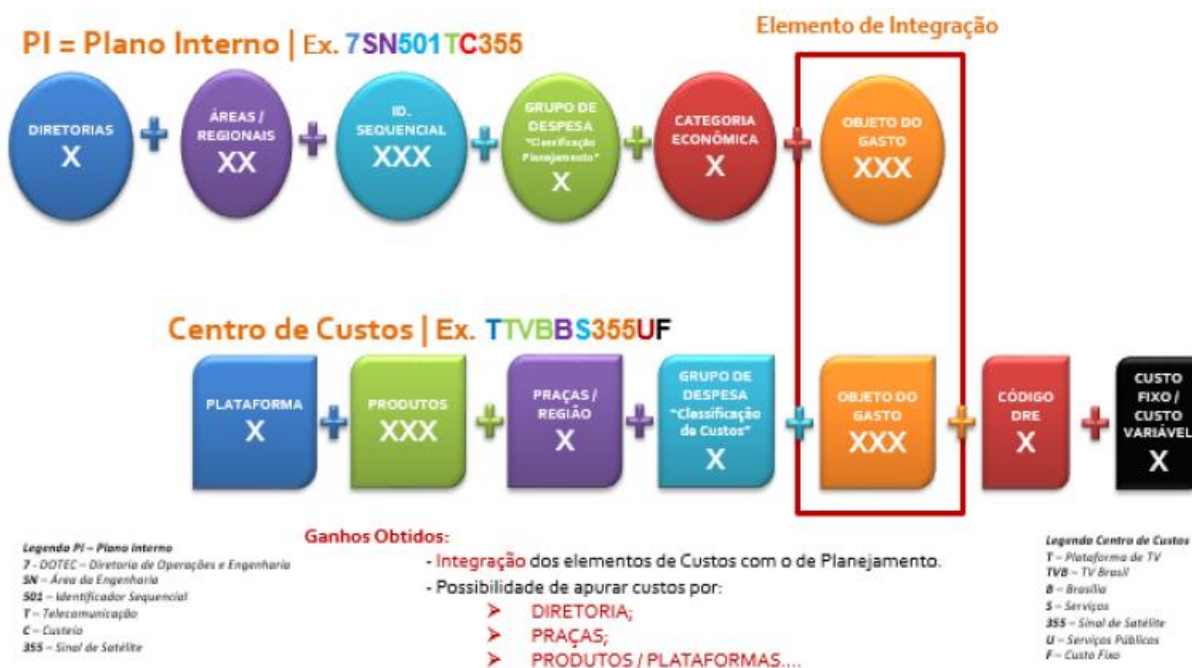 Elemento de Integração
PI = Plano Interno | Ex. 7SN501TC355
DIRETORIAS
X
ÁREAS /
REGIONAIS
XX
ID.
SEQUENCIAL
XXX
GRUPO DE
DESPESA
"Classificação
Planejamento"
X
CATEGORIA
ECONÔMICA
X
OBJETO DO
GASTO
XXX
Centro de Custos | Ex. TTVBBS355UF
PLATAFORMA
X
PRODUTOS
XXX
PRAÇAS /
REGIÃO
X
GRUPO DE
DESPESA
"Classificação
de Custos"
X
OBJETO DO
GASTO
XXX
CÓDIGO
DRE
X
CUSTO
FIXO /
CUSTO
VARIÁVEL
X
Legenda PI – Plano Interno
7 - DOTEC – Diretoria de Operações e Engenharia
SN – Área da Engenharia
501 – Identificador Sequencial
T – Telecomunicação
C – Custeio
355 – Sinal de Satélite
Ganhos Obtidos:
- Integração dos elementos de Custos com o de Planejamento.
- Possibilidade de apurar custos por:
➤ DIRETORIA;
➤ PRAÇAS;
➤ PRODUTOS / PLATAFORMAS....
Legenda Centro de Custos
T – Plataforma de TV
TVB – TV Brasil
B – Brasília
S – Serviços
355 – Sinal de Satélite
U – Serviços Públicos
F – Custo Fixo